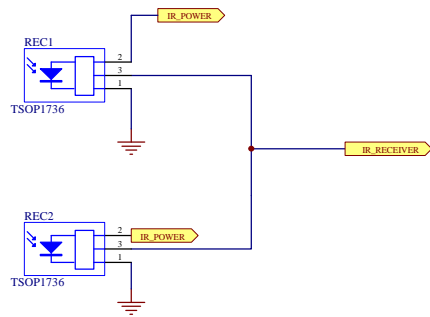 IR_POWER
REC1
2
3
1
TSOP1736
IR_RECEIVER
REC2
2
IR_POWER
3
1
TSOP1736